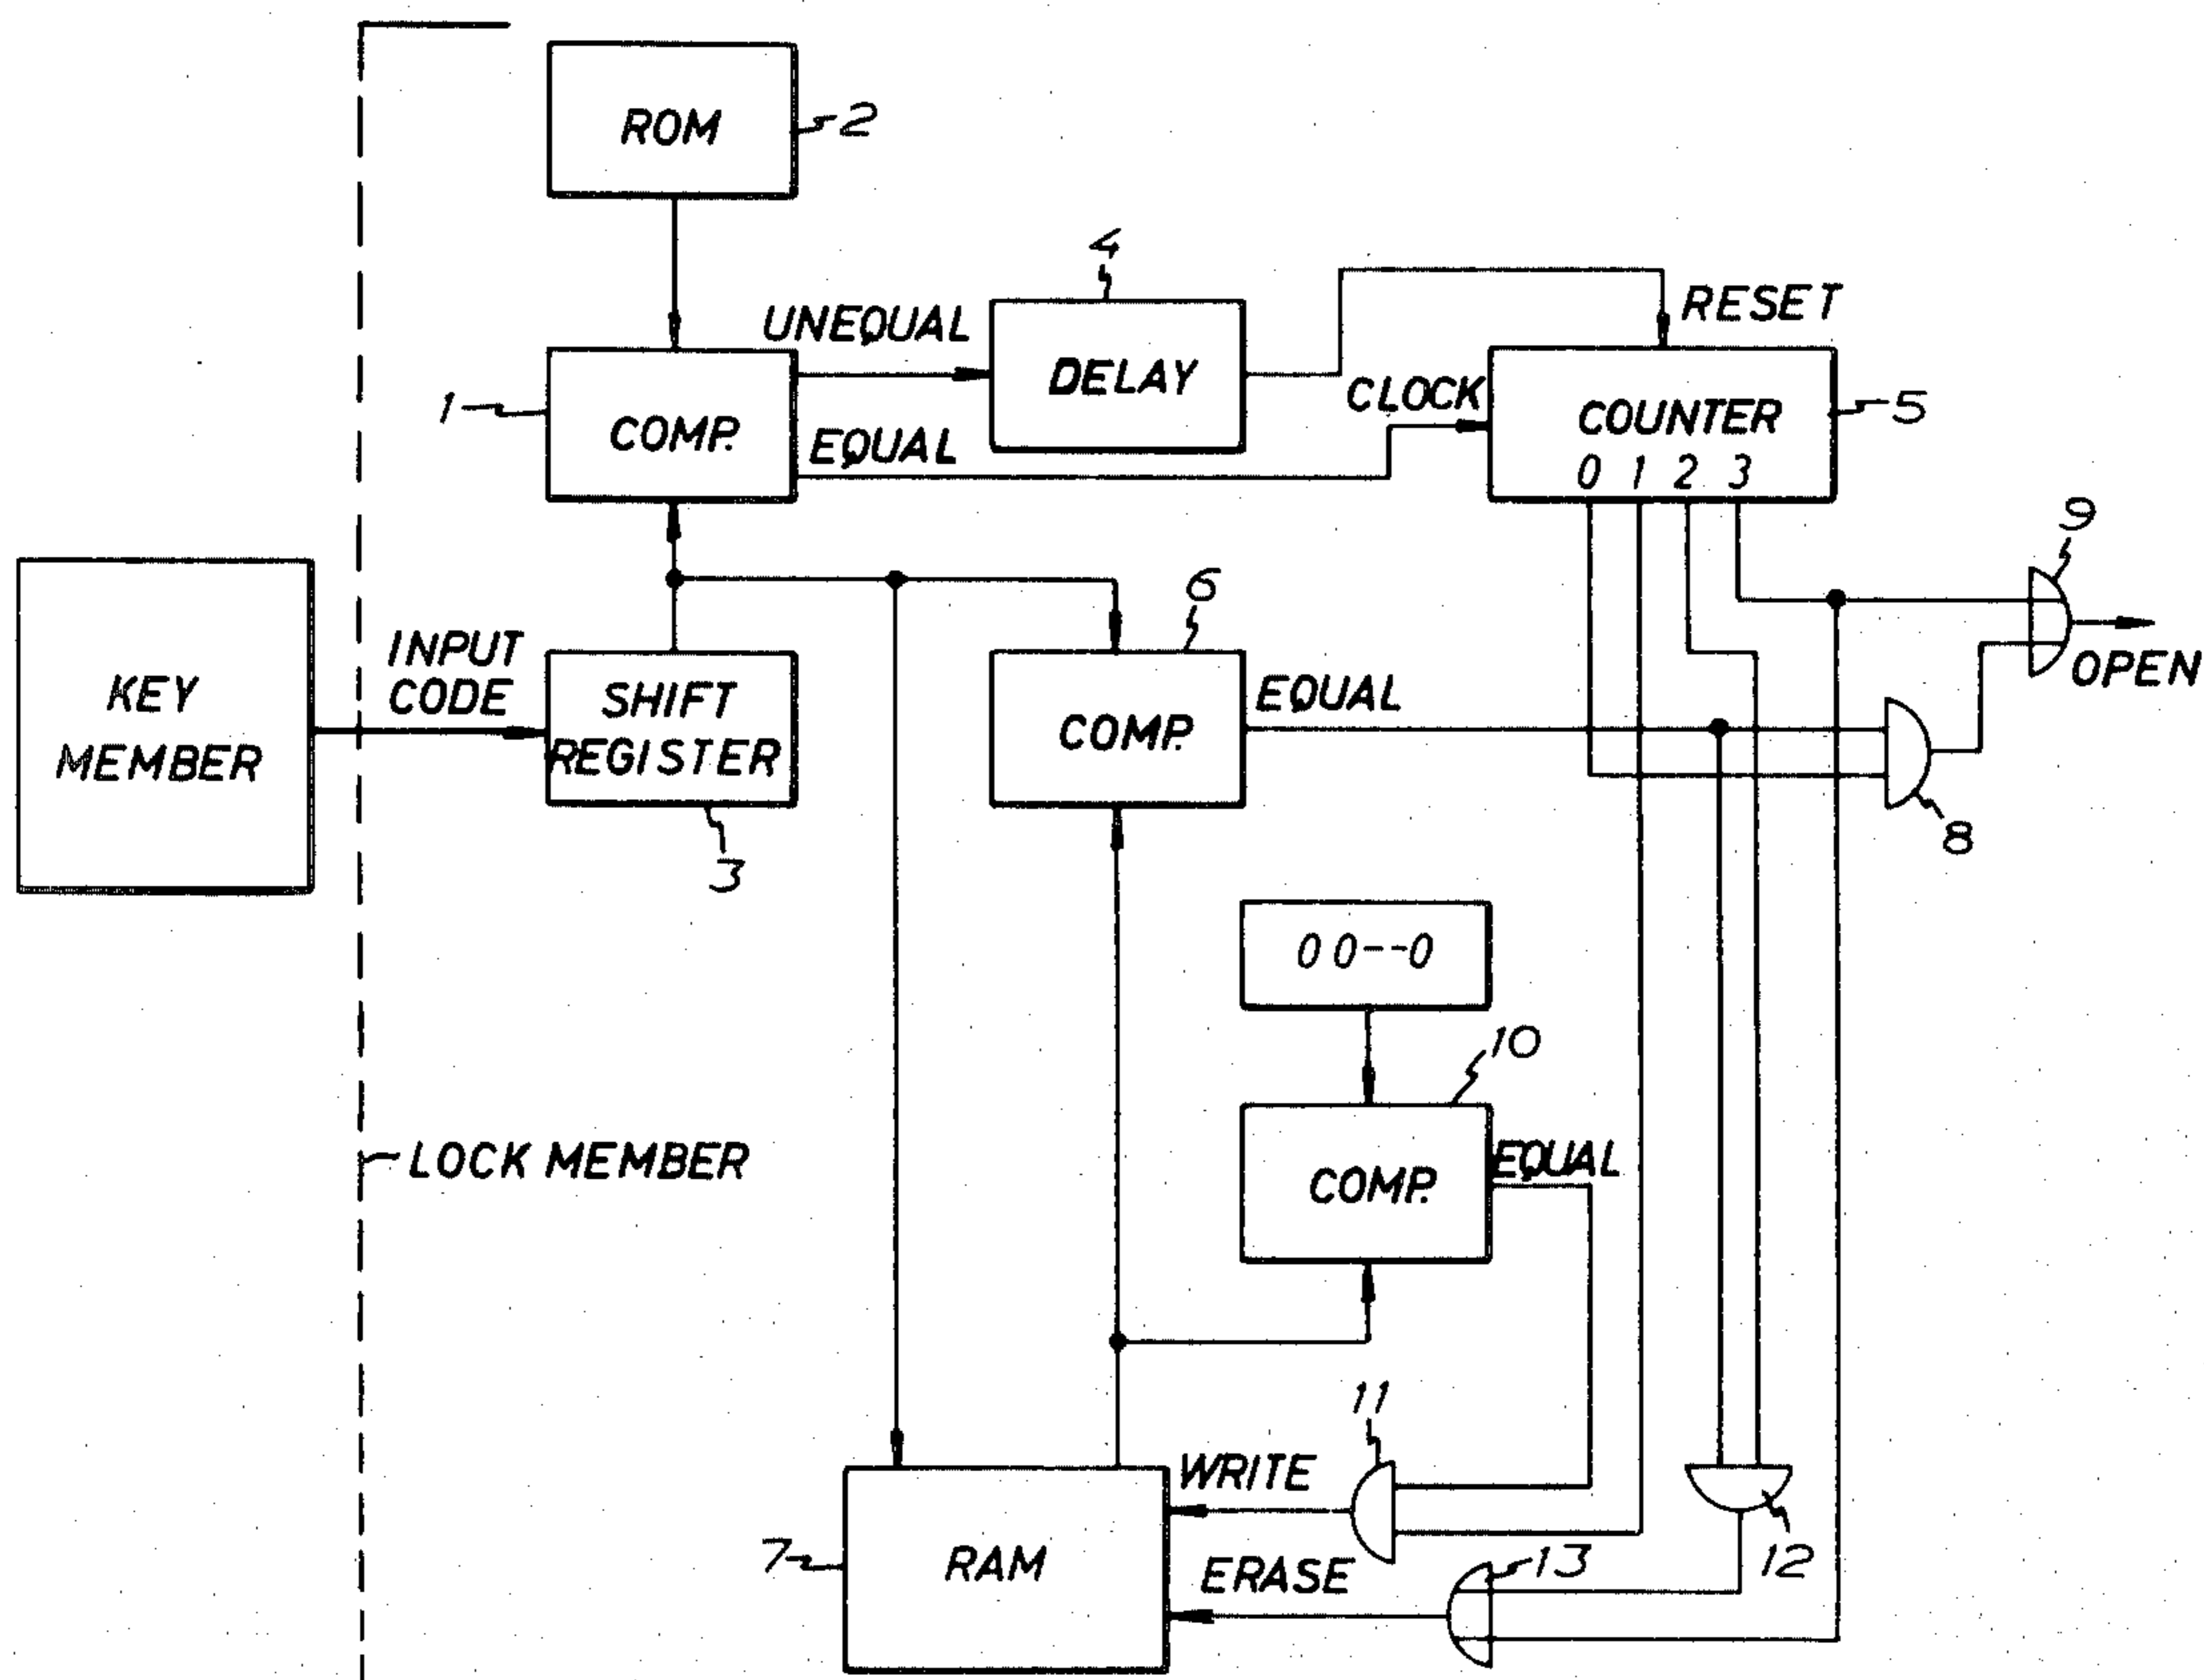 ROM
2
4
UNEQUAL
DELAY
RESET
1
COMP.
EQUAL
CLOCK
COUNTER
0 1 2 3
5
9
OPEN
KEY
MEMBER
INPUT
CODE
SHIFT
REGISTER
3
6
COMP.
EQUAL
8
0 0--0
10
COMP.
EQUAL
LOCK MEMBER
11
WRITE
7
RAM
ERASE
13
12